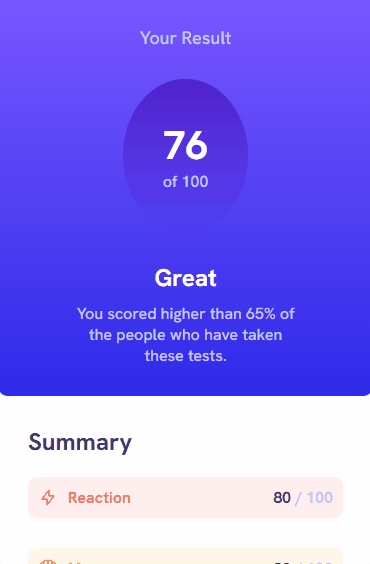 Your Result
76
of 100
Great
You scored higher than 65% of
the people who have taken
these tests.
Summary
Reaction 80 / 100